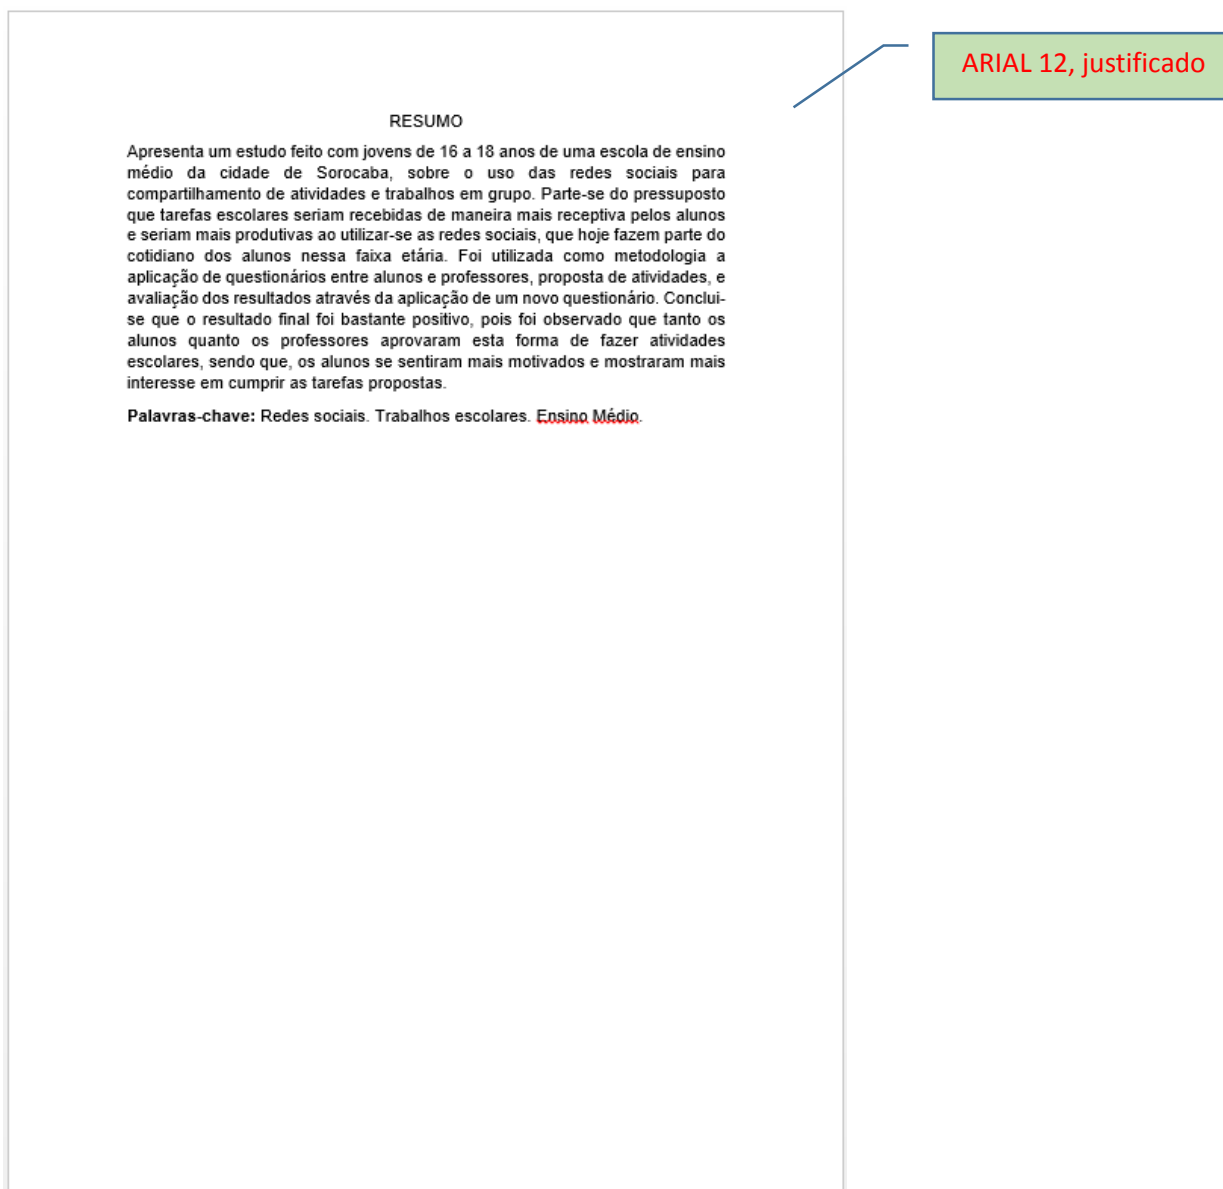 ARIAL 12, justificado
RESUMO
Apresenta um estudo feito com jovens de 16 a 18 anos de uma escola de ensino
médio da cidade de Sorocaba, sobre o uso das redes sociais para
compartilhamento de atividades e trabalhos em grupo. Parte-se do pressuposto
que tarefas escolares seriam recebidas de maneira mais receptiva pelos alunos
e seriam mais produtivas ao utilizar-se as redes sociais, que hoje fazem parte do
cotidiano dos alunos nessa faixa etária. Foi utilizada como metodologia a
aplicação de questionários entre alunos e professores, proposta de atividades, e
avaliação dos resultados através da aplicação de um novo questionário. Conclui-
se que o resultado final foi bastante positivo, pois foi observado que tanto os
alunos quanto os professores aprovaram esta forma de fazer atividades
escolares, sendo que, os alunos se sentiram mais motivados e mostraram mais
interesse em cumprir as tarefas propostas.
Palavras-chave: Redes sociais. Trabalhos escolares. Ensino Médio.